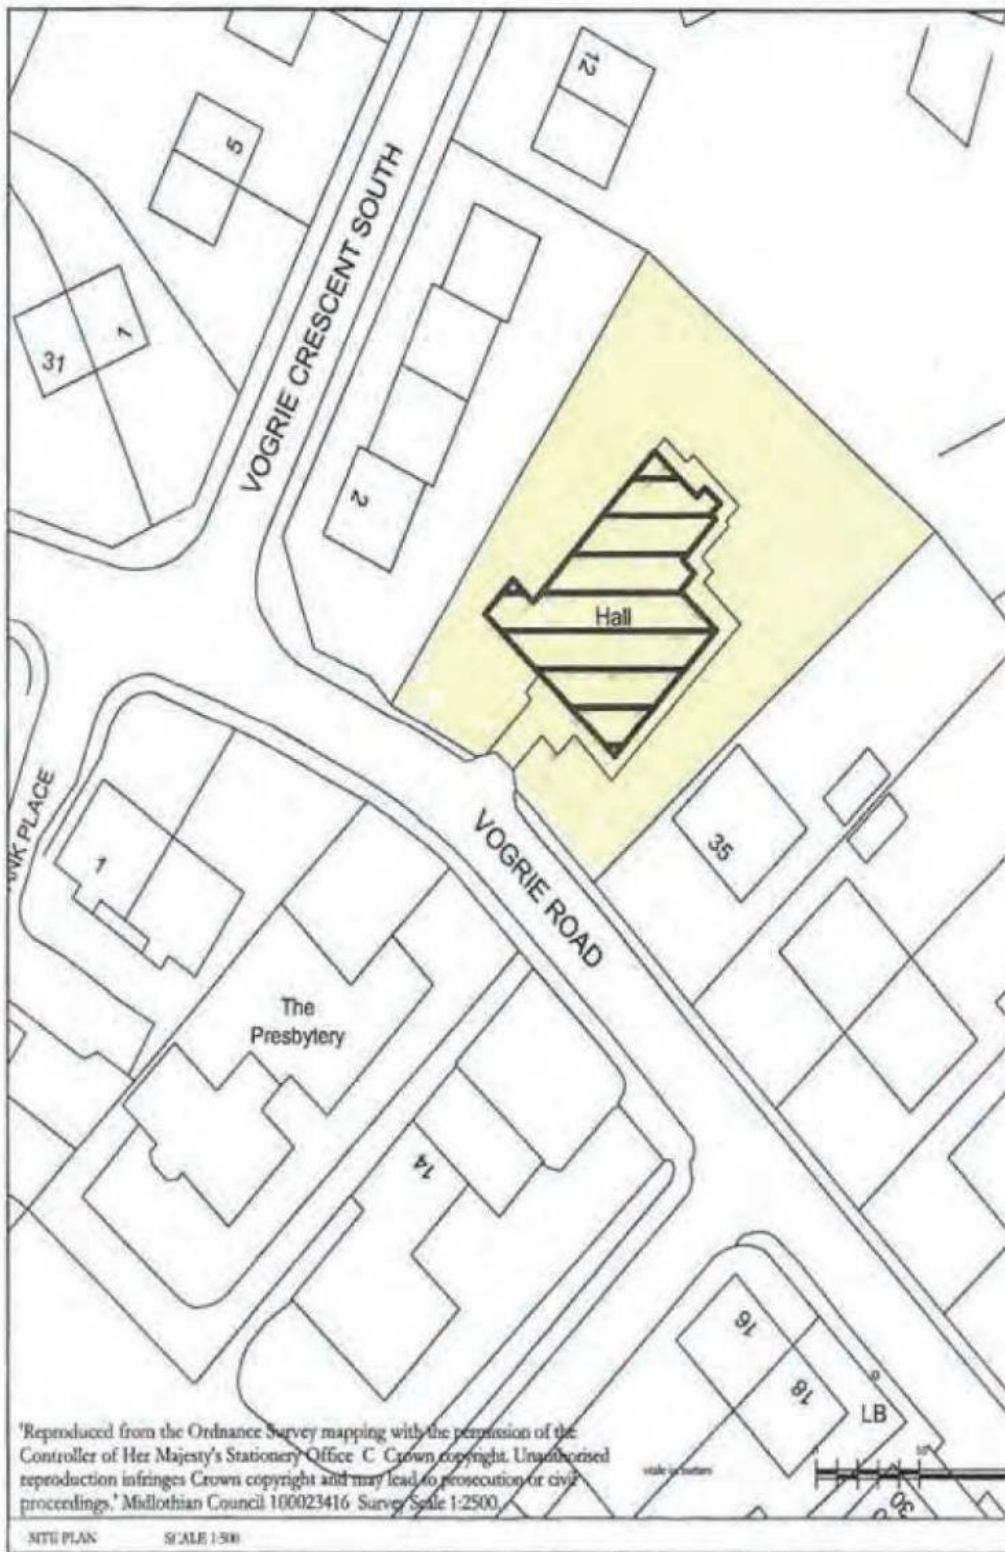 12
5
VOGRIE CRESCENT SOUTH
1
31
2
Hall
VOGRIE ROAD
35
NK PLACE
1
The
Presbytery
14
16
18
LB
30
'Reproduced from the Ordnance Survey mapping with the permission of the
Controller of Her Majesty's Stationery Office C Crown copyright. Unauthorised
reproduction infringes Crown copyright and may lead to prosecution or civil
proceedings.' Midlothian Council 100023416 Survey Scale 1:2500.
SITE PLAN SCALE 1:500